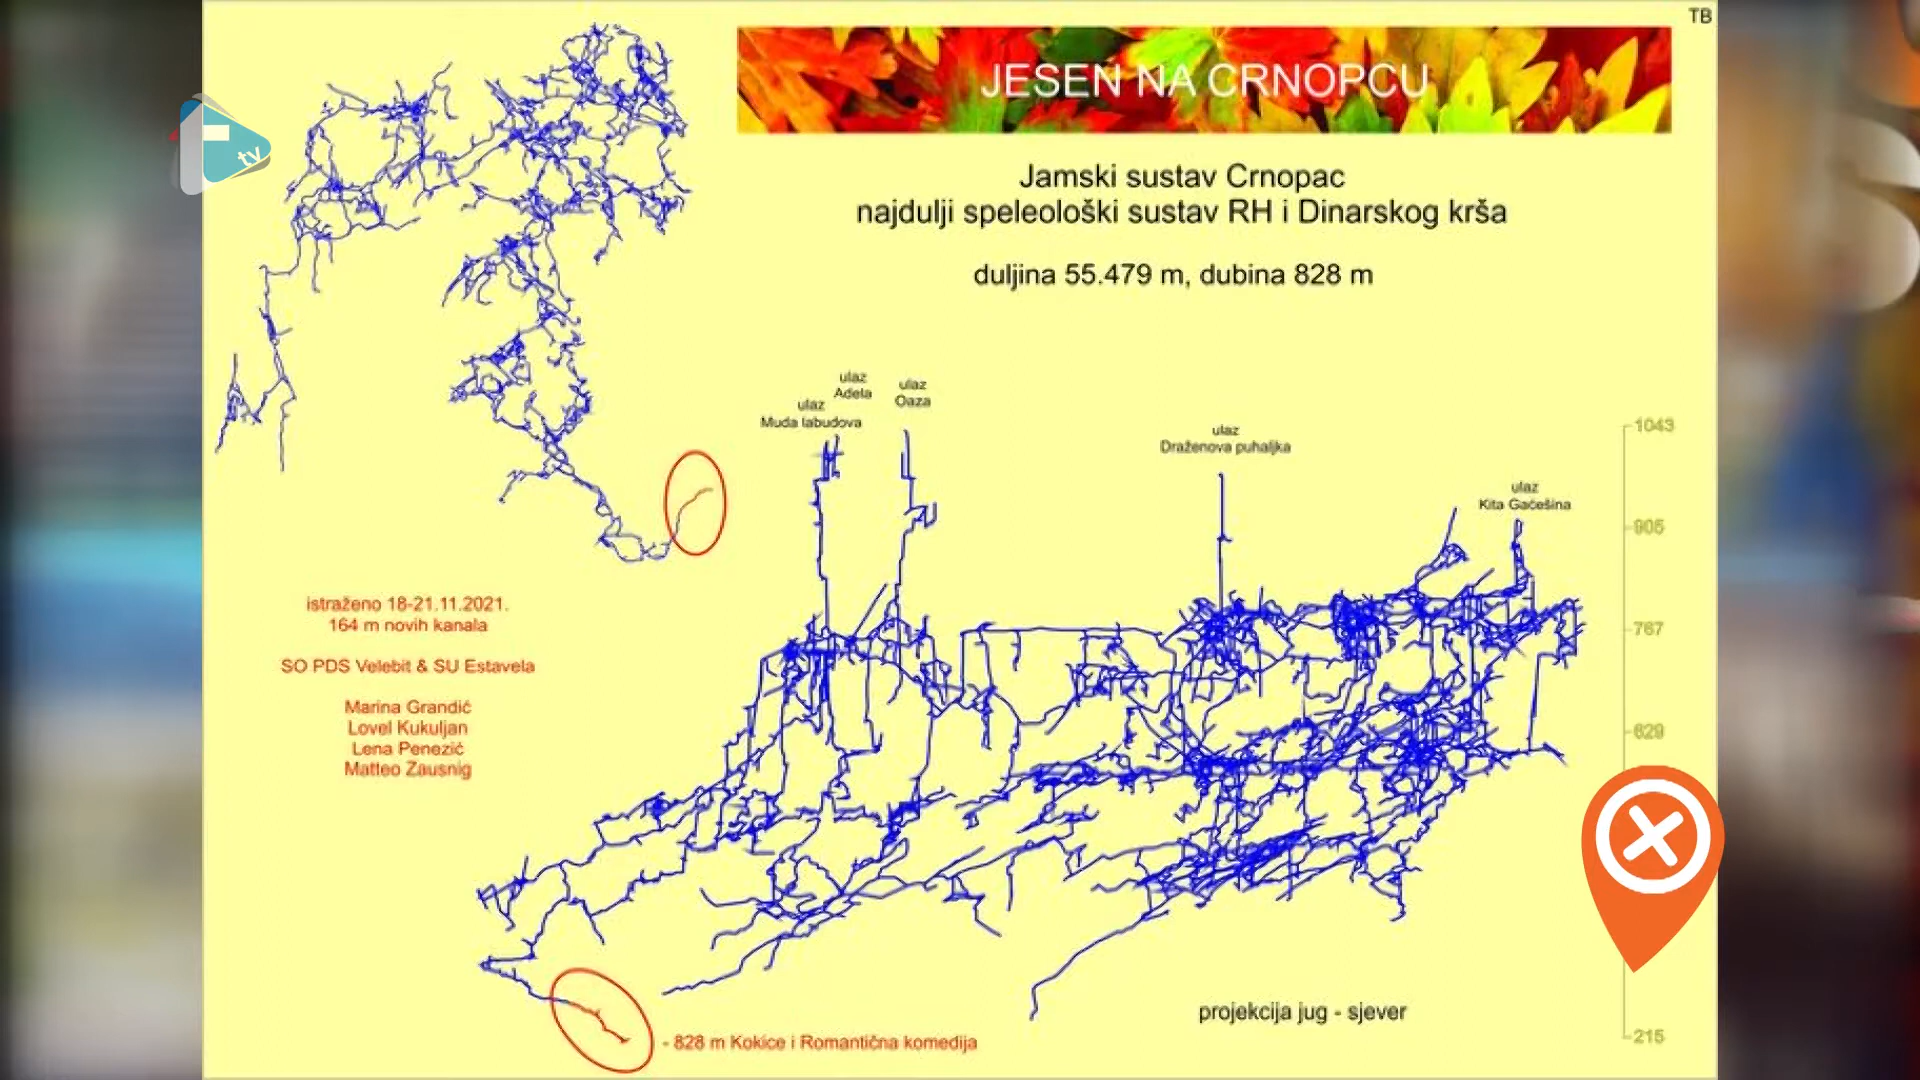 TB
JESEN NA CRNOPCU
tv
Jamski sustav Crnopac
najdulji speleološki sustav RH i Dinarskog krša
duljina 55.479 m, dubina 828 m
ulaz
Adela
ulaz
Oaza
ulaz
Muda labudova
ulaz
Draženova puhaljka
ulaz
Kita Gaćešina
1043
905
767
629
215
istraženo 18-21.11.2021.
164 m novih kanala
SO PDS Velebit & SU Estavela
Marina Grandić
Lovel Kukuljan
Lena Penezić
Matteo Zausnig
projekcija jug - sjever
- 828 m Kokice i Romantična komedija